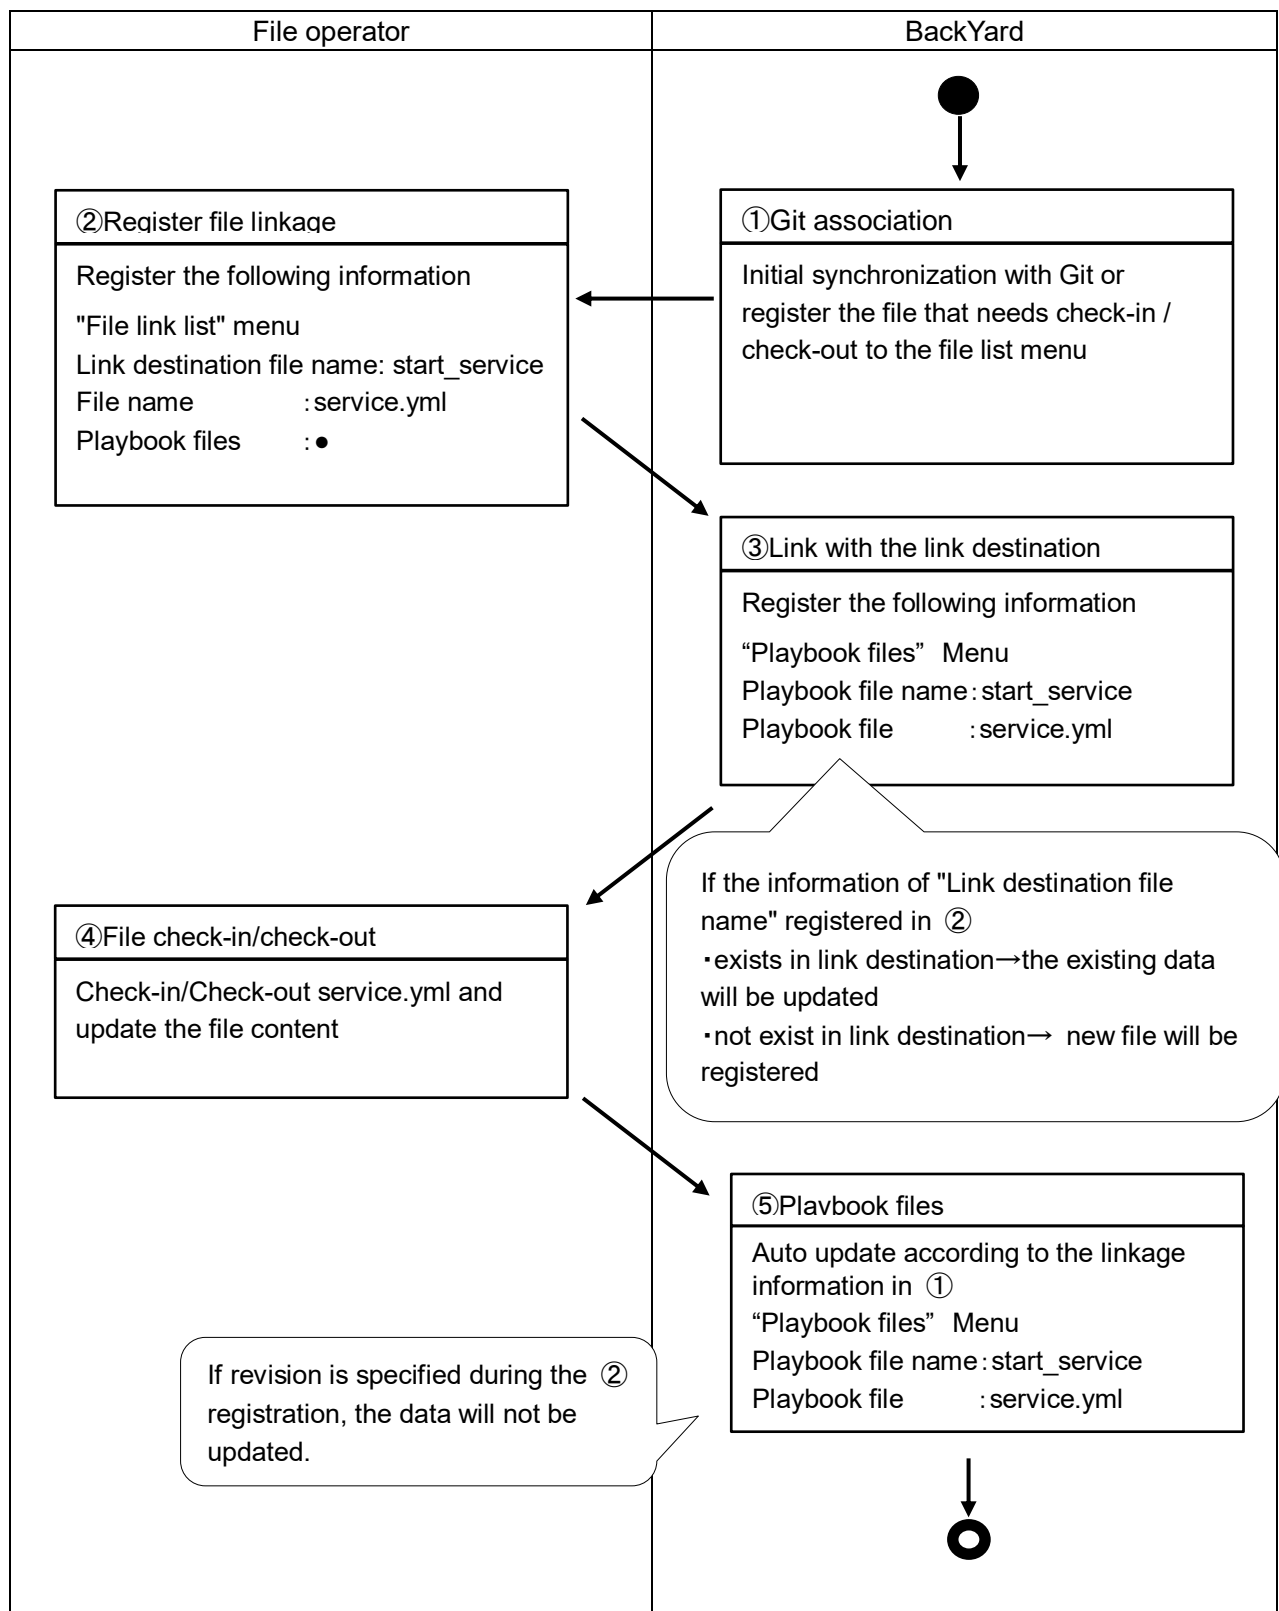 File operator
BackYard
①Git association
Initial synchronization with Git or
register the file that needs check-in /
check-out to the file list menu
②Register file linkage
Register the following information
"File link list" menu
Link destination file name: start_service
File name :service.yml
Playbook files :●
③Link with the link destination
Register the following information
“Playbook files” Menu
Playbook file name:start_service
Playbook file :service.yml
If the information of "Link destination file
name" registered in ②
・exists in link destination→the existing data
will be updated
・not exist in link destination→ new file will be
registered
④File check-in/check-out
Check-in/Check-out service.yml and
update the file content
⑤Playbook files
Auto update according to the linkage
information in ①
“Playbook files” Menu
Playbook file name:start_service
Playbook file :service.yml
If revision is specified during the ②
registration, the data will not be
updated.